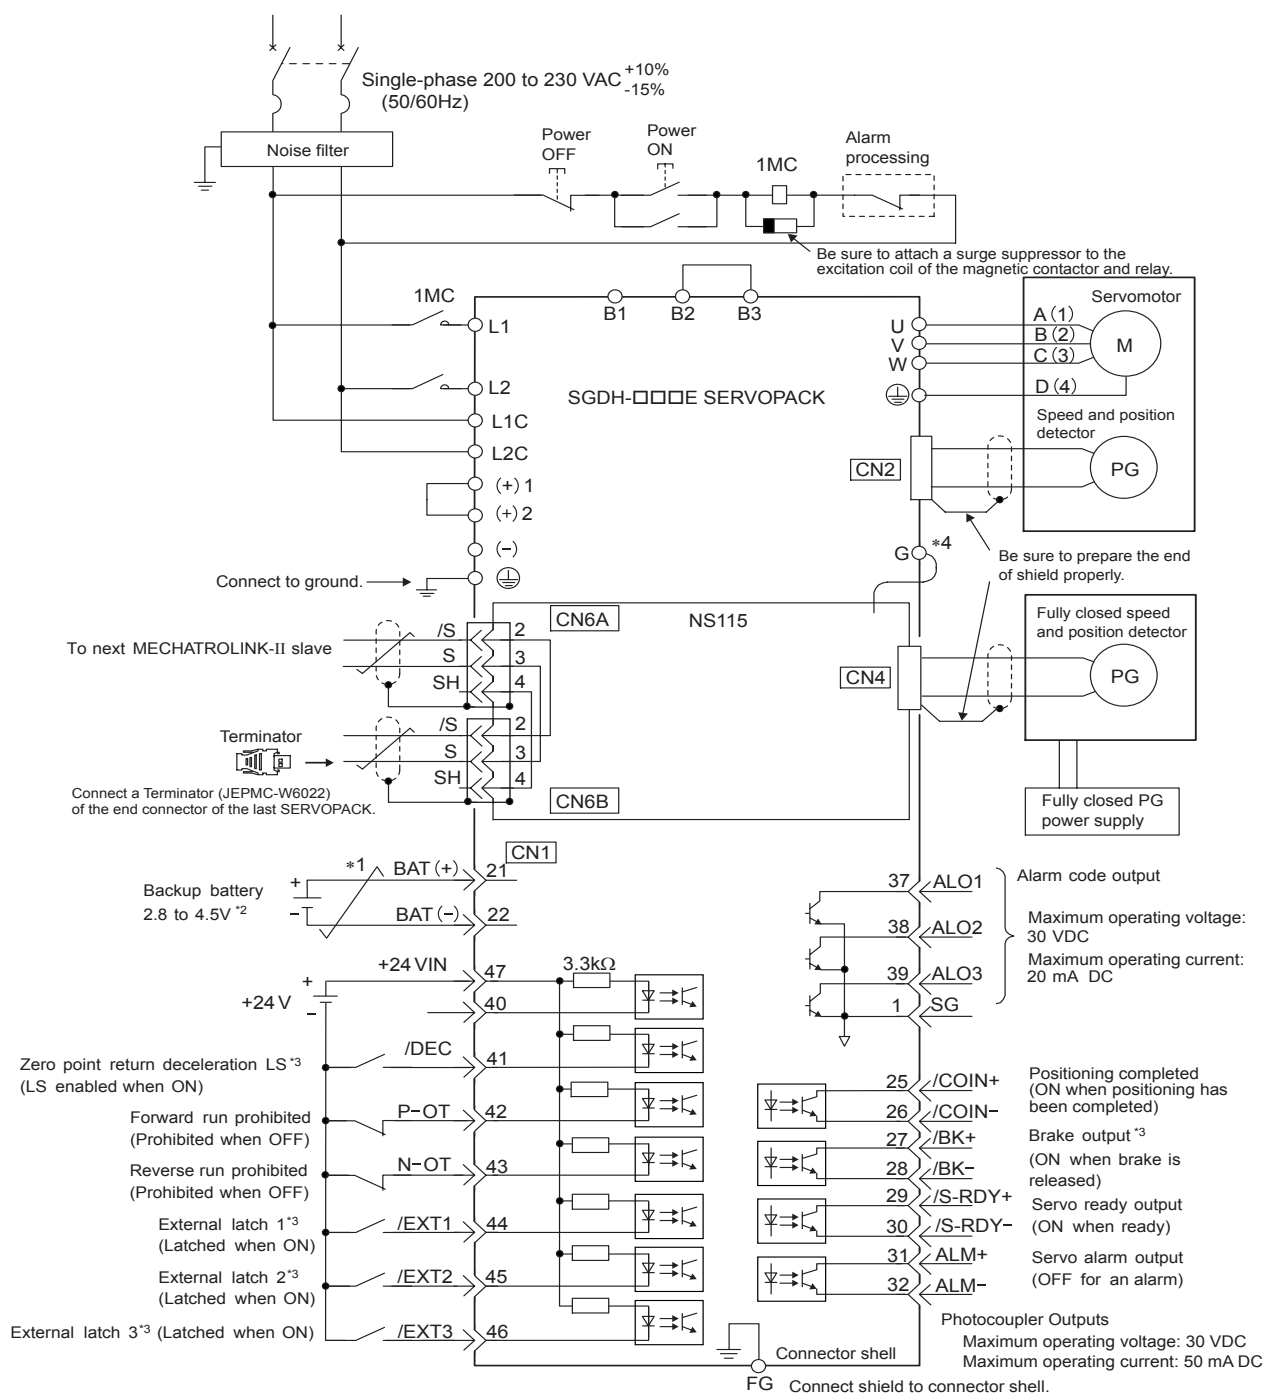 Single-phase 200 to 230 VAC +10% -15%
(50/60Hz)
Noise filter
Power
OFF
Power
ON
1MC
Alarm
processing
Be sure to attach a surge suppressor to the
excitation coil of the magnetic contactor and relay.
1MC
L1
L2
L1C
L2C
(+) 1
(+) 2
(−)
B1
B2
B3
SGDH-□□□E SERVOPACK
U
V
W
A (1)
B (2)
C (3)
D (4)
Servomotor
M
Speed and position
detector
CN2
PG
G
*4
Be sure to prepare the end
of shield properly.
Connect to ground.
CN6A
NS115
To next MECHATROLINK-II slave
/S
2
S
3
SH
4
CN4
Fully closed speed
and position detector
PG
Terminator
/S
2
S
3
SH
4
CN6B
Connect a Terminator (JEPMC-W6022)
of the end connector of the last SERVOPACK.
Fully closed PG
power supply
CN1
*1
BAT (+)
21
Backup battery
2.8 to 4.5V *2
+
−
BAT (−)
22
37
ALO1
38
ALO2
39
ALO3
1
SG
Alarm code output
Maximum operating voltage:
30 VDC
Maximum operating current:
20 mA DC
+24 VIN
47
3.3kΩ
+24 V
+
−
40
Zero point return deceleration LS *3
(LS enabled when ON)
/DEC
41
Forward run prohibited
(Prohibited when OFF)
P−OT
42
Reverse run prohibited
(Prohibited when OFF)
N−OT
43
External latch 1 *3
(Latched when ON)
/EXT1
44
External latch 2 *3
(Latched when ON)
/EXT2
45
External latch 3 *3 (Latched when ON)
/EXT3
46
25
/COIN+
26
/COIN−
Positioning completed
(ON when positioning has
been completed)
27
/BK+
28
/BK−
Brake output *3
(ON when brake is
released)
29
/S-RDY+
30
/S-RDY−
Servo ready output
(ON when ready)
31
ALM+
32
ALM−
Servo alarm output
(OFF for an alarm)
Photocoupler Outputs
Maximum operating voltage: 30 VDC
Maximum operating current: 50 mA DC
Connector shell
FG
Connect shield to connector shell.